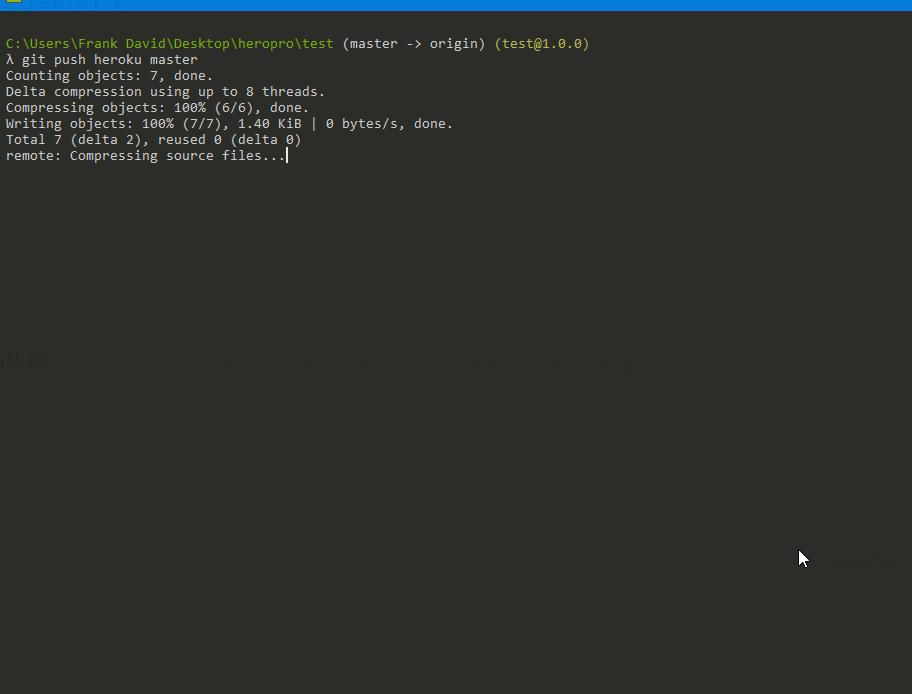 C:\Users\Frank David\Desktop\heropro\test (master -> origin) (test@1.0.0)
λ git push heroku master
Counting objects: 7, done.
Delta compression using up to 8 threads.
Compressing objects: 100% (6/6), done.
Writing objects: 100% (7/7), 1.40 KiB | 0 bytes/s, done.
Total 7 (delta 2), reused 0 (delta 0)
remote: Compressing source files...